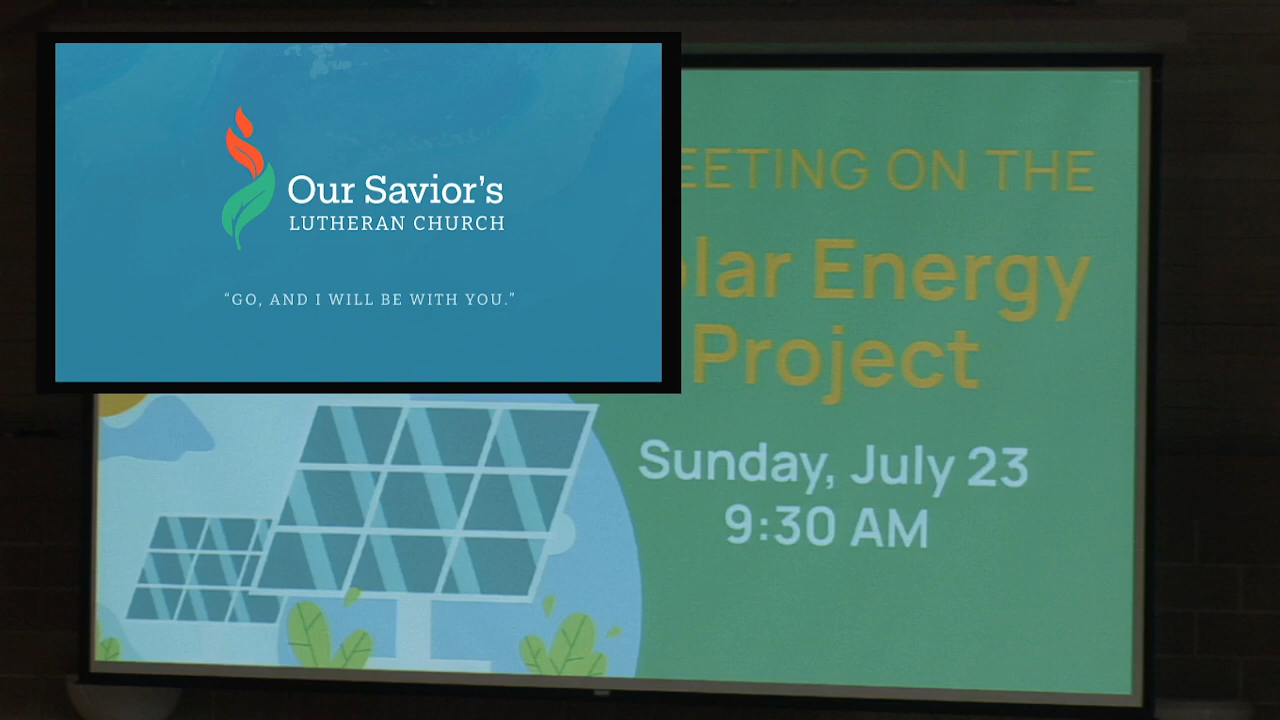 Our Savior's
LUTHERAN CHURCH
“GO, AND I WILL BE WITH YOU.”
EETING ON THE
lar Energy
Project
Sunday, July 23
9:30 AM